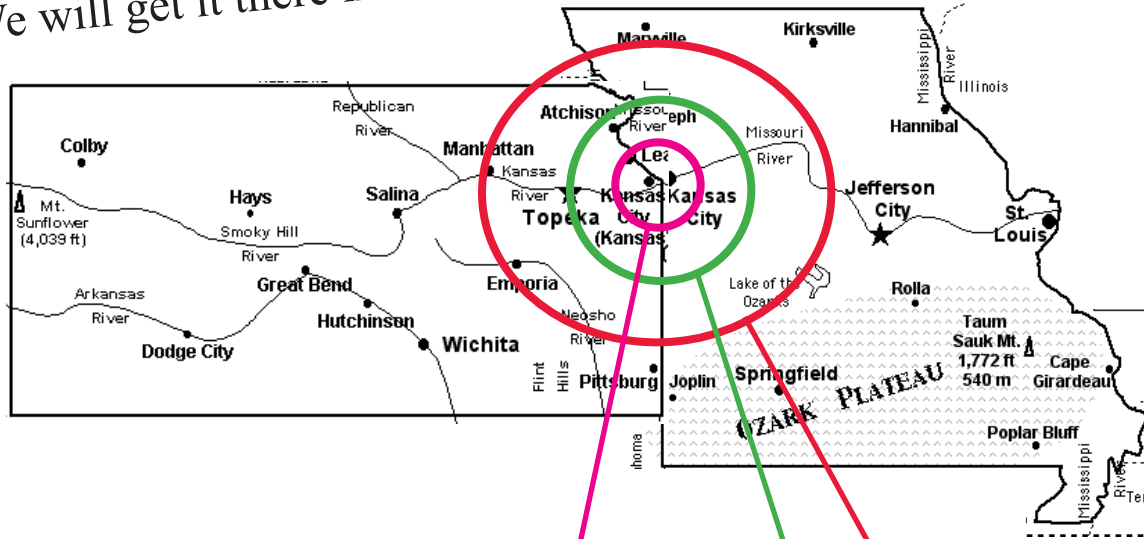 We will get it there
Maryville
Kirksville
Mississippi
River
Illinois
Hannibal
Republican
River
Atchison
Missouri
River
eph
Missouri
River
Colby
Manhattan
Kansas
River
Lea
Mt.
Sunflower
(4,039 ft)
Hays
Salina
Topeka
Kansas
City
(Kansas
Kansas
City
Jefferson
City
St.
Louis
Smoky Hill
River
Great Bend
Emporia
Lake of the
Ozarks
Rolla
Arkansas
River
Hutchinson
Neosho
River
Dodge City
Wichita
Flint
Hills
Pittsburg
Joplin
Springfield
Taum
Sauk Mt.
1,772 ft
540 m
Cape
Girardeau
OZARK PLATEAU
Poplar Bluff
homa
Mississippi
River
Te